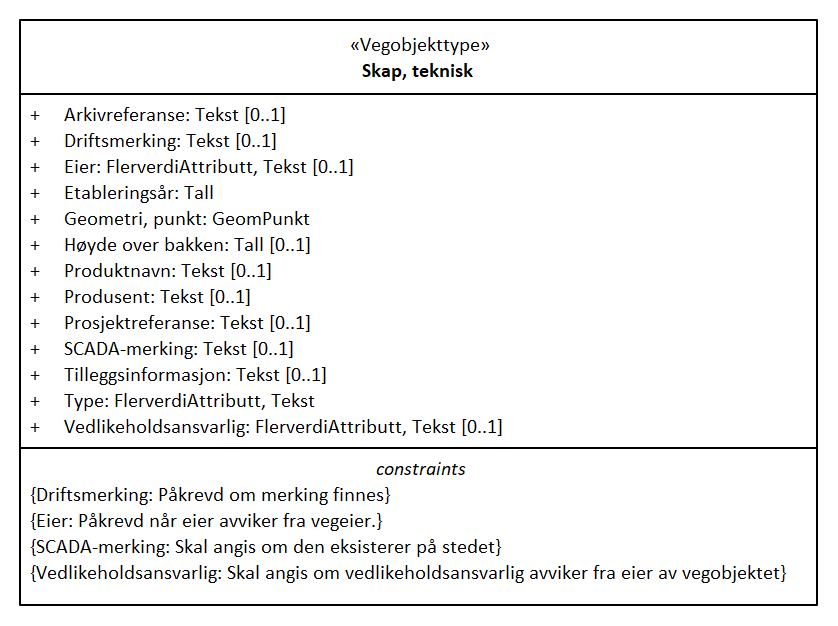 «Vegobjekttype»
Skap, teknisk
+ Arkivreferanse: Tekst [0..1]
+ Driftsmerking: Tekst [0..1]
+ Eier: FlerverdiAttributt, Tekst [0..1]
+ Etableringsår: Tall
+ Geometri, punkt: GeomPunkt
+ Høyde over bakken: Tall [0..1]
+ Produktnavn: Tekst [0..1]
+ Produsent: Tekst [0..1]
+ Prosjektreferanse: Tekst [0..1]
+ SCADA-merking: Tekst [0..1]
+ Tilleggsinformasjon: Tekst [0..1]
+ Type: FlerverdiAttributt, Tekst
+ Vedlikeholdsansvarlig: FlerverdiAttributt, Tekst [0..1]
constraints
{Driftsmerking: Påkrevd om merking finnes}
{Eier: Påkrevd når eier avviker fra vegeier.}
{SCADA-merking: Skal angis om den eksisterer på stedet}
{Vedlikeholdsansvarlig: Skal angis om vedlikeholdsansvarlig avviker fra eier av vegobjektet}